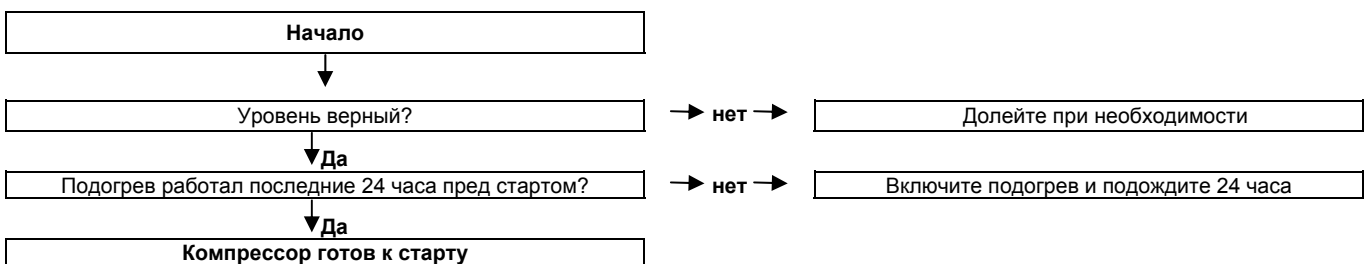 Начало
Уровень верный? нет Долейте при необходимости
Да
Подогрев работал последние 24 часа пред стартом? нет Включите подогрев и подождите 24 часа
Да
Компрессор готов к старту